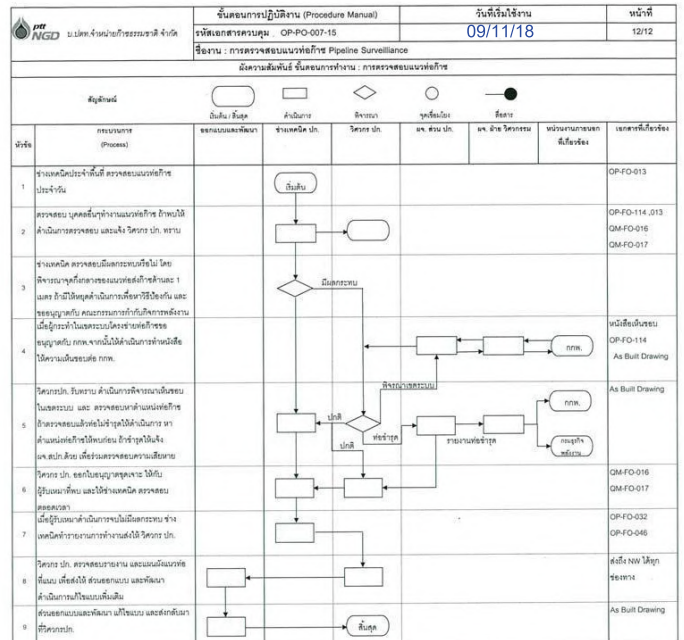 ptt NGD บ.ปตท.จำหน่ายก๊าซธรรมชาติ จำกัด
ขั้นตอนการปฏิบัติงาน (Procedure Manual)
วันที่เริ่มใช้งาน
หน้าที่
รหัสเอกสารควบคุม . OP-PO-007-15
09/11/18
12/12
ชื่องาน : การตรวจสอบแนวท่อก๊าซ Pipeline Surveillance
ผังความสัมพันธ์ ขั้นตอนการทำงาน : การตรวจสอบแนวท่อก๊าซ
สัญลักษณ์
เริ่มต้น / สิ้นสุด
ดำเนินการ
พิจารณา
จุดเชื่อมโยง
สื่อสาร
หัวข้อ
กระบวนการ
(Process)
ออกแบบและพัฒนา
ช่างเทคนิค ปก.
วิศวกร ปก.
ผจ. ส่วน ปก.
ผจ. ฝ่าย วิศวกรรม
หน่วยงานภายนอก
ที่เกี่ยวข้อง
เอกสารที่เกี่ยวข้อง
1
ช่างเทคนิคประจำพื้นที่ ตรวจสอบแนวท่อก๊าซ
ประจำวัน
เริ่มต้น
OP-FO-013
2
ตรวจสอบ บุคคลอื่นๆทำงานแนวท่อก๊าซ ถ้าพบให้
ดำเนินการตรวจสอบ และแจ้ง วิศวกร ปก. ทราบ
OP-FO-114 ,013
QM-FO-016
QM-FO-017
3
ช่างเทคนิค ตรวจสอบมีผลกระทบหรือไม่ โดย
พิจารณาจุดกึ่งกลางของแนวท่อส่งก๊าซด้านละ 1
เมตร ถ้ามีให้หยุดดำเนินการเพื่อหาวิธีป้องกัน และ
ขออนุญาตกับ คณะกรรมการกำกับกิจการพลังงาน
มีผลกระทบ
4
เมื่อผู้กระทำในเขตระบบโครงข่ายท่อก๊าซขอ
อนุญาตกับ กกพ.จากนั้นให้ดำเนินการทำหนังสือ
ให้ความเห็นชอบต่อ กกพ.
กกพ.
หนังสือเห็นชอบ
OP-FO-114
As Built Drawing
พิจารณาเขตระบบ
5
วิศวกรปก. รับทราบ ดำเนินการพิจารณาเห็นชอบ
ในเขตระบบ และ ตรวจสอบหาตำแหน่งท่อก๊าซ
ถ้าตรวจสอบแล้วท่อไม่ชำรุดให้ดำเนินการ หา
ตำแหน่งท่อก๊าซให้พบก่อน ถ้าชำรุดให้แจ้ง
ผจ.สปก.ด้วย เพื่อร่วมตรวจสอบความเสียหาย
ปกติ
ปกติ
ท่อชำรุด
รายงานท่อชำรุด
กกพ.
กรมธุรกิจ
พลังงาน
As Built Drawing
6
วิศวกร ปก. ออกใบอนุญาตขุดเจาะ ให้กับ
ผู้รับเหมาที่พบ และให้ช่างเทคนิค ตรวจสอบ
ตลอดเวลา
QM-FO-016
QM-FO-017
7
เมื่อผู้รับเหมาดำเนินการจบไม่มีผลกระทบ ช่าง
เทคนิคทำรายงานการทำงานส่งให้ วิศวกร ปก.
OP-FO-032
OP-FO-046
8
วิศวกร ปก. ตรวจสอบรายงาน และแผนผังแนวท่อ
ที่แนบ เพื่อส่งให้ ส่วนออกแบบ และพัฒนา
ดำเนินการแก้ไขแบบเพิ่มเติม
ส่งถึง NW ได้ทุก
ช่องทาง
9
ส่วนออกแบบและพัฒนา แก้ไขแบบ และส่งกลับมา
ที่วิศวกรปก.
สิ้นสุด
As Built Drawing